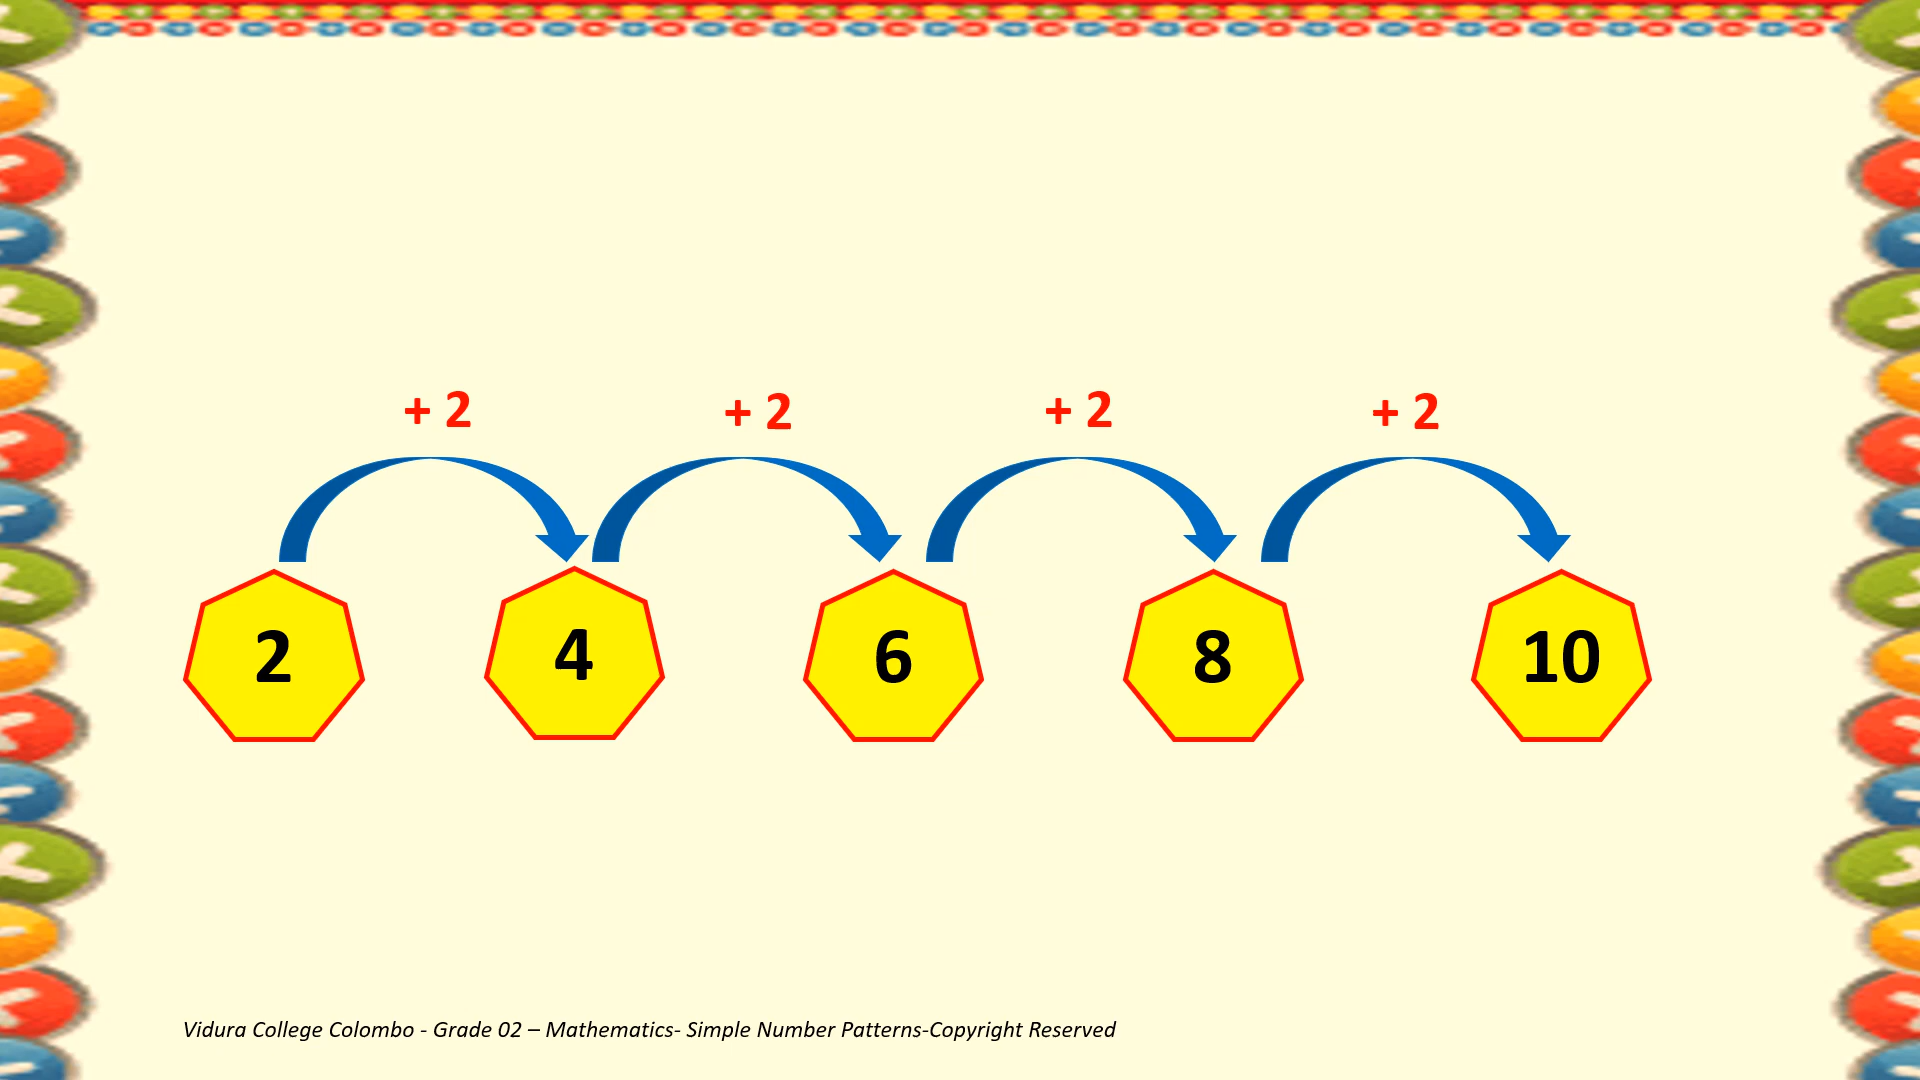 + 2 + 2 + 2 + 2
2 4 6 8 10
Vidura College Colombo - Grade 02 – Mathematics- Simple Number Patterns-Copyright Reserved